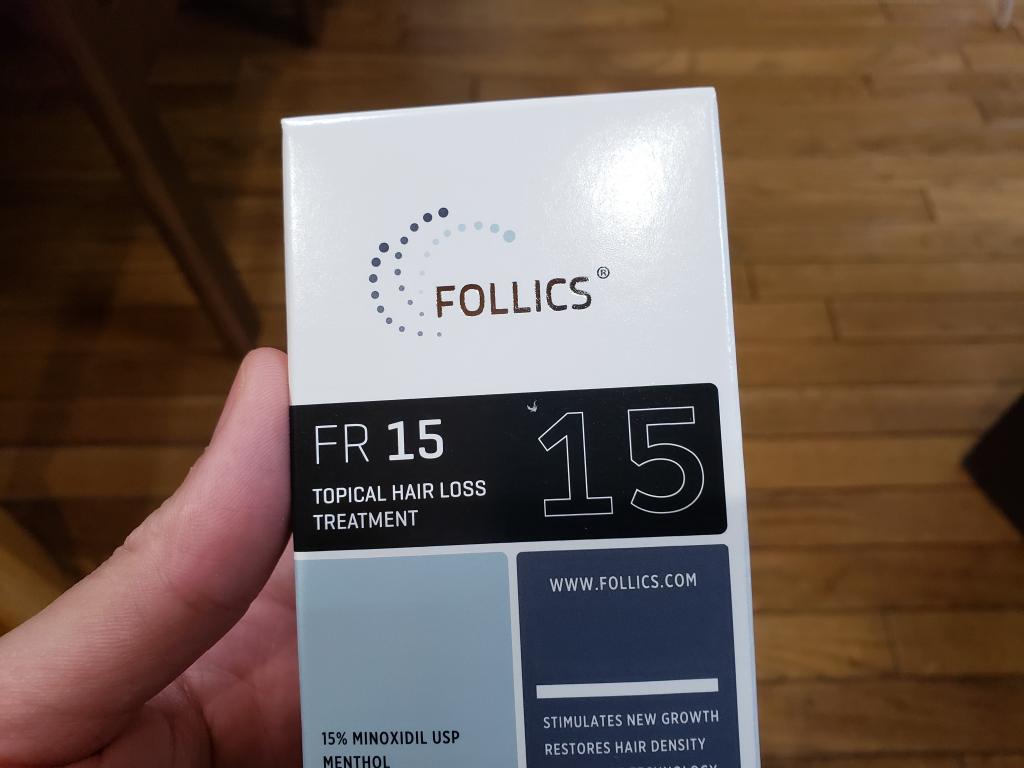 FOLLICS®
FR 15
15
TOPICAL HAIR LOSS
TREATMENT
15% MINOXIDIL USP
MENTHOL
WWW.FOLLICS.COM
STIMULATES NEW GROWTH
RESTORES HAIR DENSITY
TECHNOLOGY